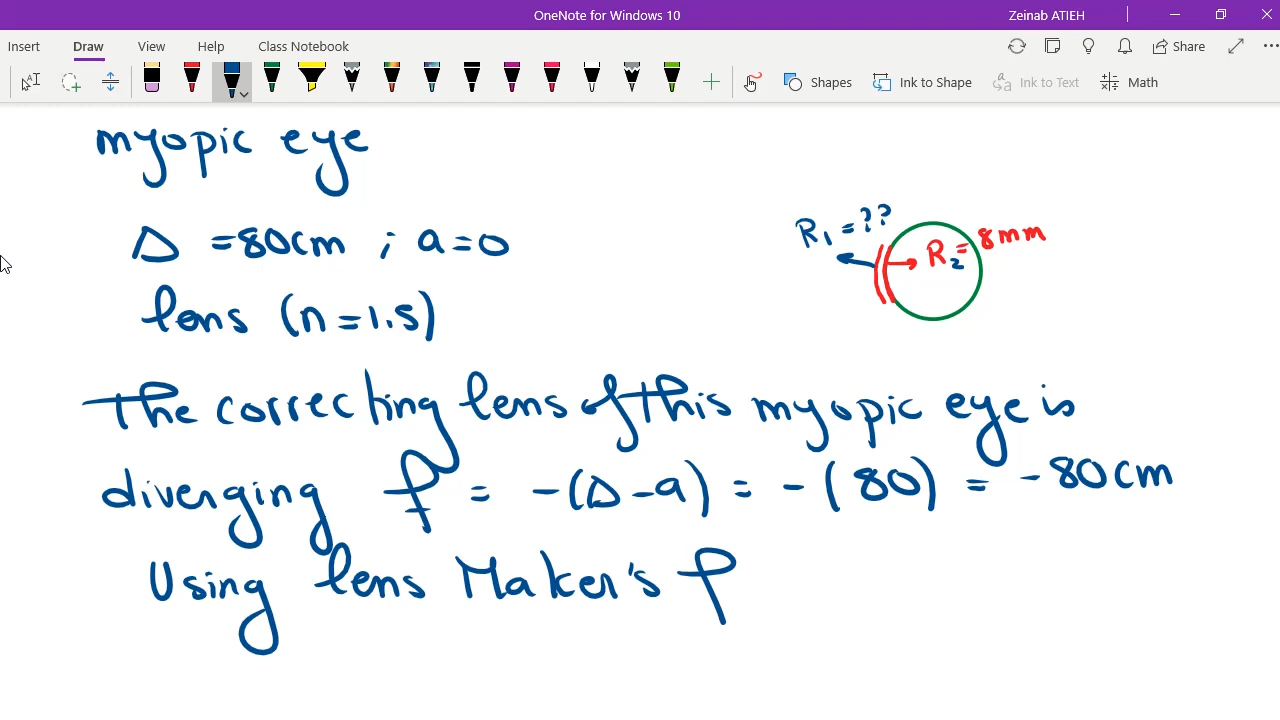 OneNote for Windows 10
Zeinab ATIEH
Insert Draw View Help Class Notebook
Share
Shapes Ink to Shape Ink to Text Math
myopic eye
Δ = 80cm ; a = 0
lens (n = 1.5)
R1 = ??
R2 = 8mm
The correcting lens of this myopic eye is
diverging f = -(Δ - a) = -(80) = -80cm
Using lens Maker's f